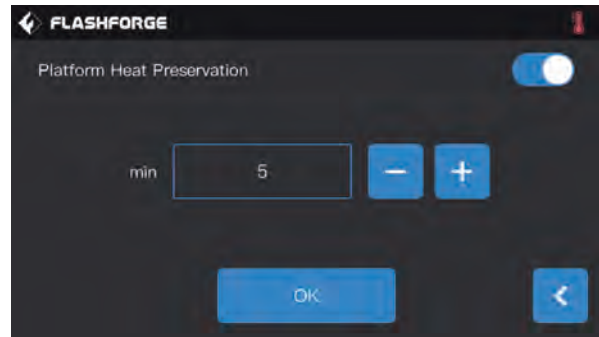 FLASHFORGE
Platform Heat Preservation
min 5 − +
OK <